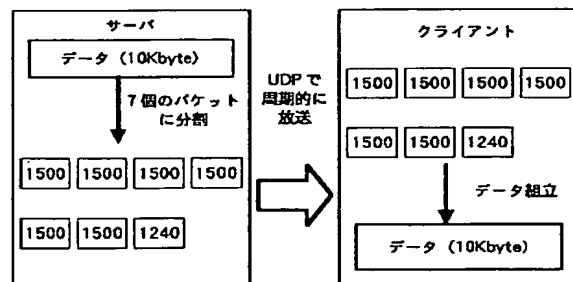 サーバ
データ (10Kbyte)
7個のパケット
に分割
1500 1500 1500 1500
1500 1500 1240
UDPで
周期的に
放送
クライアント
1500 1500 1500 1500
1500 1500 1240
データ組立
データ (10Kbyte)